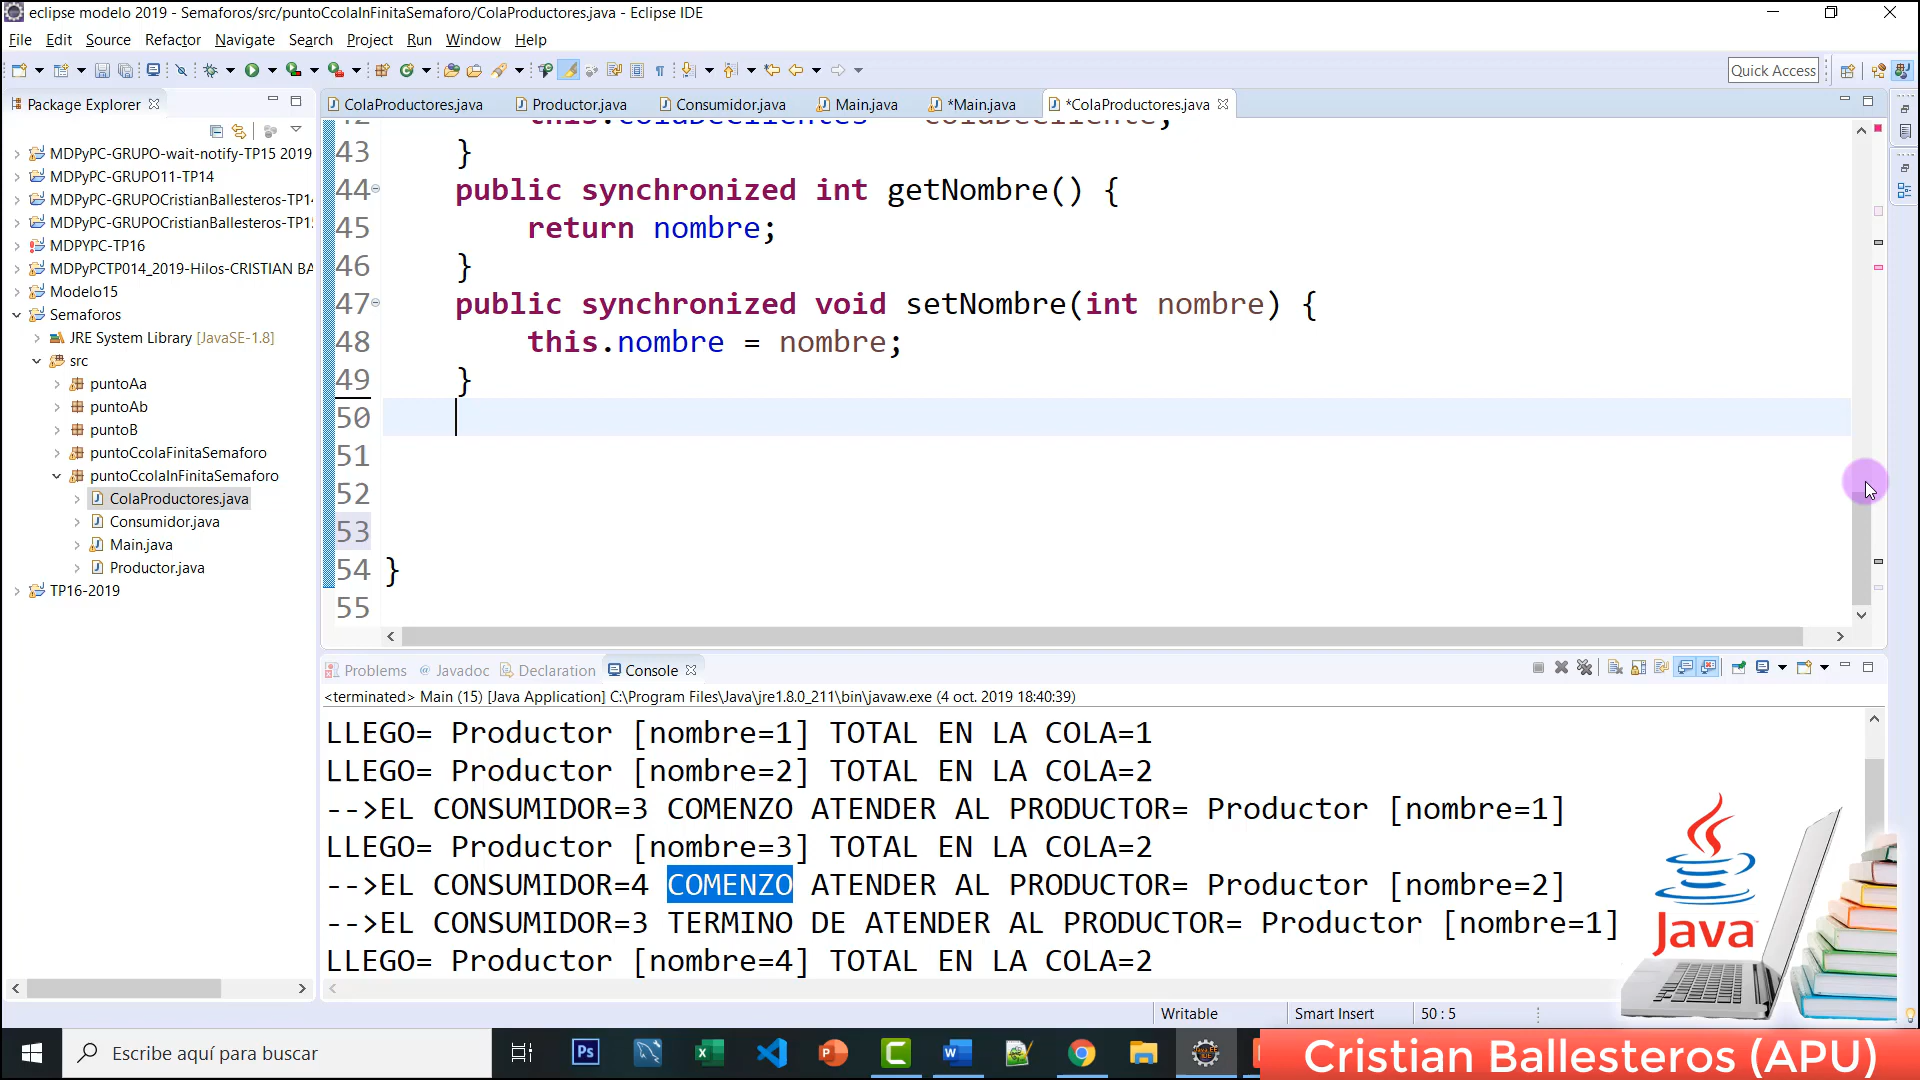 eclipse modelo 2019 - Semaforos/src/puntoCcolaInFinitaSemaforo/ColaProductores.java - Eclipse IDE
File Edit Source Refactor Navigate Search Project Run Window Help
Quick Access
Package Explorer
ColaProductores.java Productor.java Consumidor.java Main.java *Main.java *ColaProductores.java
MDPyPC-GRUPO-wait-notify-TP15 2019
MDPyPC-GRUPO11-TP14
MDPyPC-GRUPOCristianBallesteros-TP14
MDPyPC-GRUPOCristianBallesteros-TP1
MDPYPC-TP16
MDPyPCTP014_2019-Hilos-CRISTIAN BA
Modelo15
Semaforos
JRE System Library [JavaSE-1.8]
src
puntoAa
puntoAb
puntoB
puntoCcolaFinitaSemaforo
puntoCcolaInFinitaSemaforo
ColaProductores.java
Consumidor.java
Main.java
Productor.java
TP16-2019
43 }
44 public synchronized int getNombre() {
45 return nombre;
46 }
47 public synchronized void setNombre(int nombre) {
48 this.nombre = nombre;
49 }
50
51
52
53
54 }
55
Problems @ Javadoc Declaration Console
<terminated> Main (15) [Java Application] C:\Program Files\Java\jre1.8.0_211\bin\javaw.exe (4 oct. 2019 18:40:39)
LLEGO= Productor [nombre=1] TOTAL EN LA COLA=1
LLEGO= Productor [nombre=2] TOTAL EN LA COLA=2
-->EL CONSUMIDOR=3 COMENZO ATENDER AL PRODUCTOR= Productor [nombre=1]
LLEGO= Productor [nombre=3] TOTAL EN LA COLA=2
-->EL CONSUMIDOR=4 COMENZO ATENDER AL PRODUCTOR= Productor [nombre=2]
-->EL CONSUMIDOR=3 TERMINO DE ATENDER AL PRODUCTOR= Productor [nombre=1]
LLEGO= Productor [nombre=4] TOTAL EN LA COLA=2
Java
Writable Smart Insert 50 : 5
Escribe aquí para buscar
Cristian Ballesteros (APU)